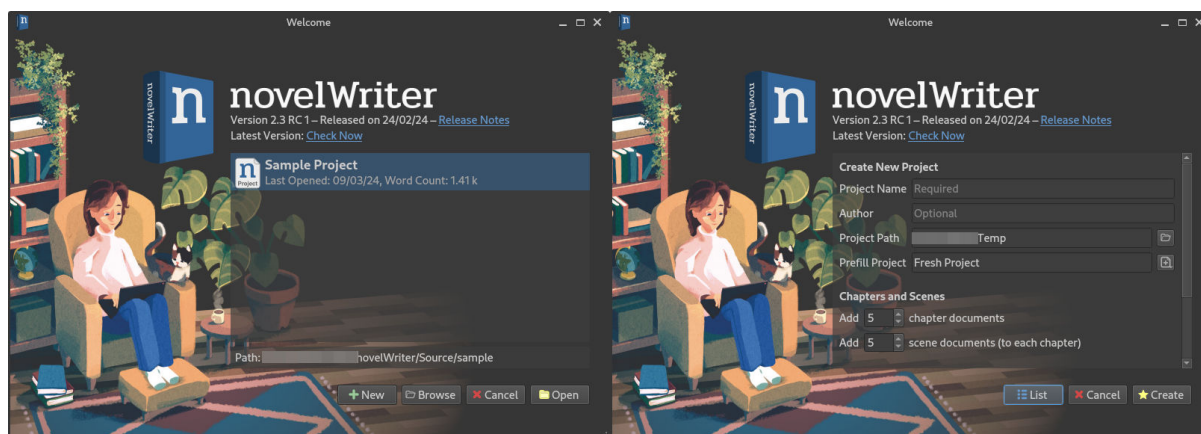 Welcome
n
novelWriter
novelWriter
Version 2.3 RC 1 – Released on 24/02/24 – Release Notes
Latest Version: Check Now
n
Project
Sample Project
Last Opened: 09/03/24, Word Count: 1.41 k
Path: novelWriter/Source/sample
New
Browse
Cancel
Open
Welcome
n
novelWriter
novelWriter
Version 2.3 RC 1 – Released on 24/02/24 – Release Notes
Latest Version: Check Now
Create New Project
Project Name Required
Author Optional
Project Path Temp
Prefill Project Fresh Project
Chapters and Scenes
Add 5 chapter documents
Add 5 scene documents (to each chapter)
List
Cancel
Create